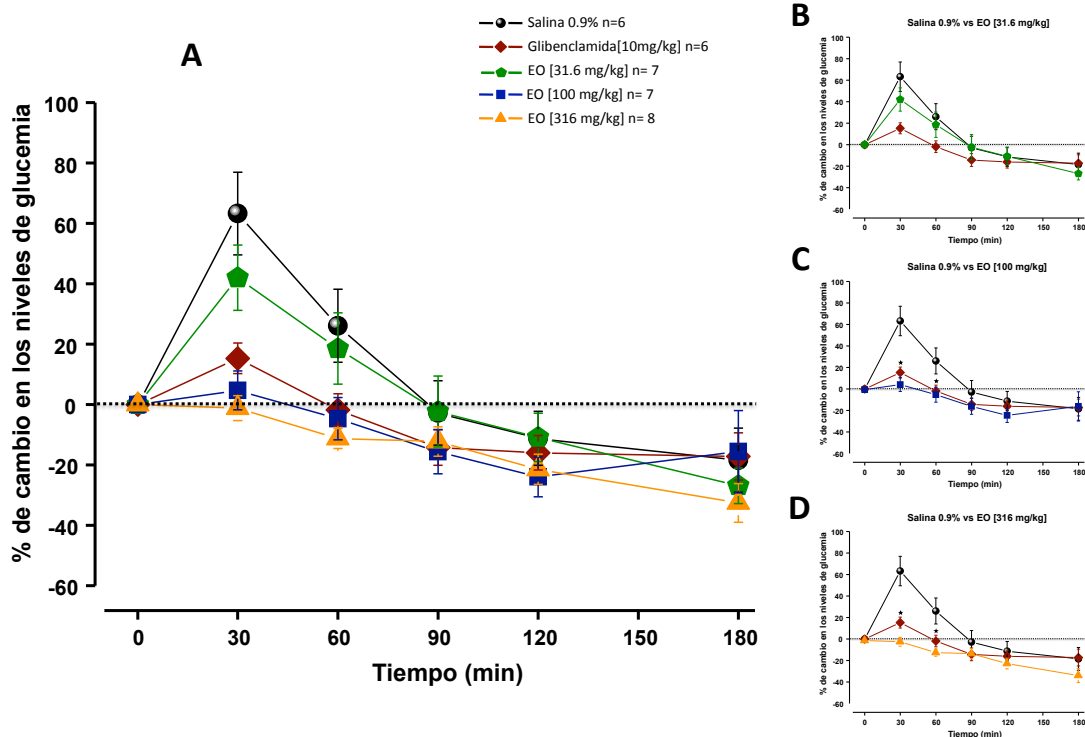 Salina 0.9% n=6
Glibenclamida[10mg/kg] n=6
EO [31.6 mg/kg] n= 7
EO [100 mg/kg] n= 7
EO [316 mg/kg] n= 8
A
% de cambio en los niveles de glucemia
100
80
60
40
20
0
-20
-40
-60
0 30 60 90 120 150 180
Tiempo (min)
B
Salina 0.9% vs EO [31.6 mg/kg]
% de cambio en los niveles de glucemia
100
80
60
40
20
0
-20
-40
-60
0 30 60 90 120 150 180
Tiempo (min)
C
Salina 0.9% vs EO [100 mg/kg]
% de cambio en los niveles de glucemia
100
80
60
40
20
0
-20
-40
-60
0 30 60 90 120 150 180
Tiempo (min)
D
Salina 0.9% vs EO [316 mg/kg]
% de cambio en los niveles de glucemia
100
80
60
40
20
0
-20
-40
-60
0 30 60 90 120 150 180
Tiempo (min)